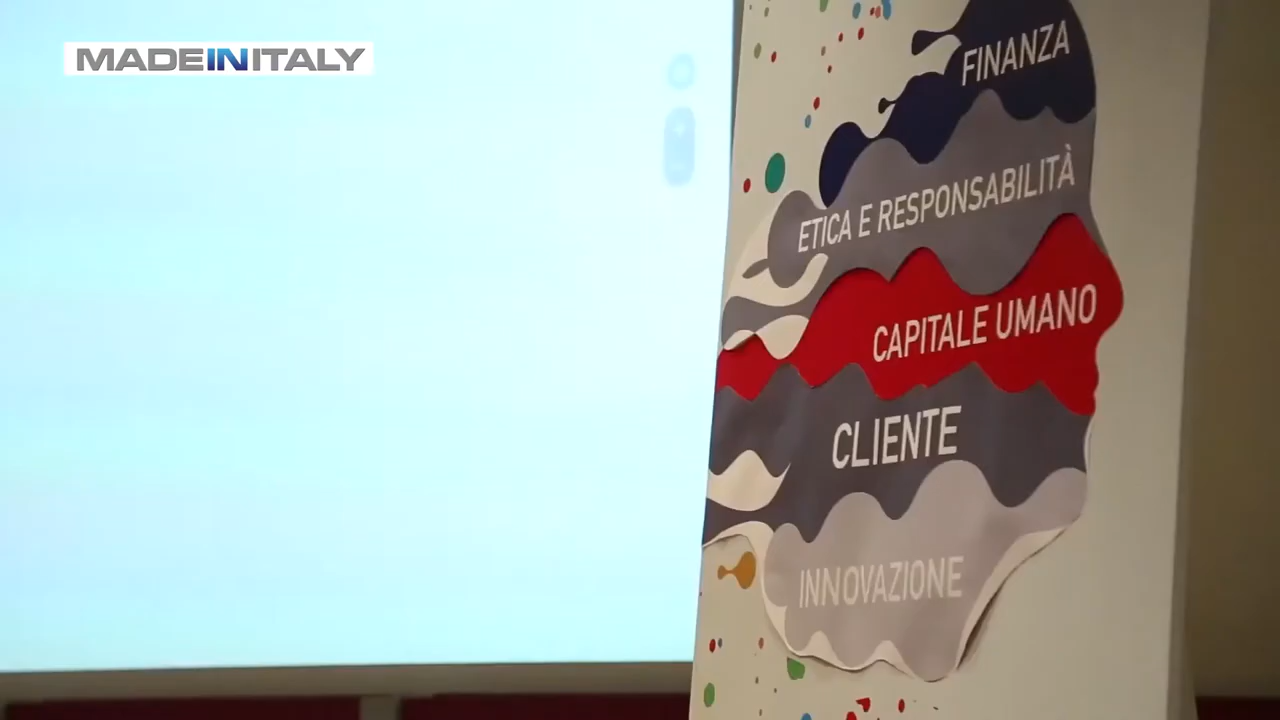 MADEINITALY
FINANZA
ETICA E RESPONSABILITÀ
CAPITALE UMANO
CLIENTE
INNOVAZIONE